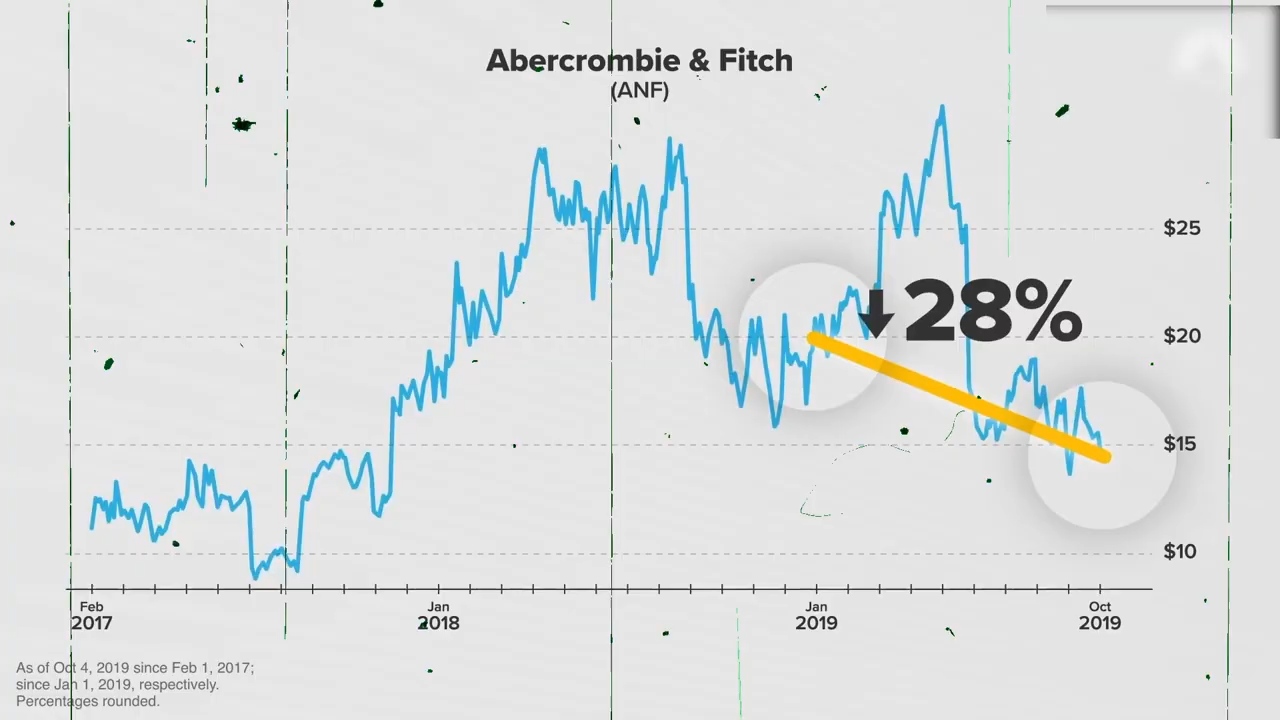 Abercrombie & Fitch
(ANF)
$25
28%
$20
$15
$10
Feb
2017
Jan
2018
Jan
2019
Oct
2019
As of Oct 4, 2019 since Feb 1, 2017;
since Jan 1, 2019, respectively.
Percentages rounded.